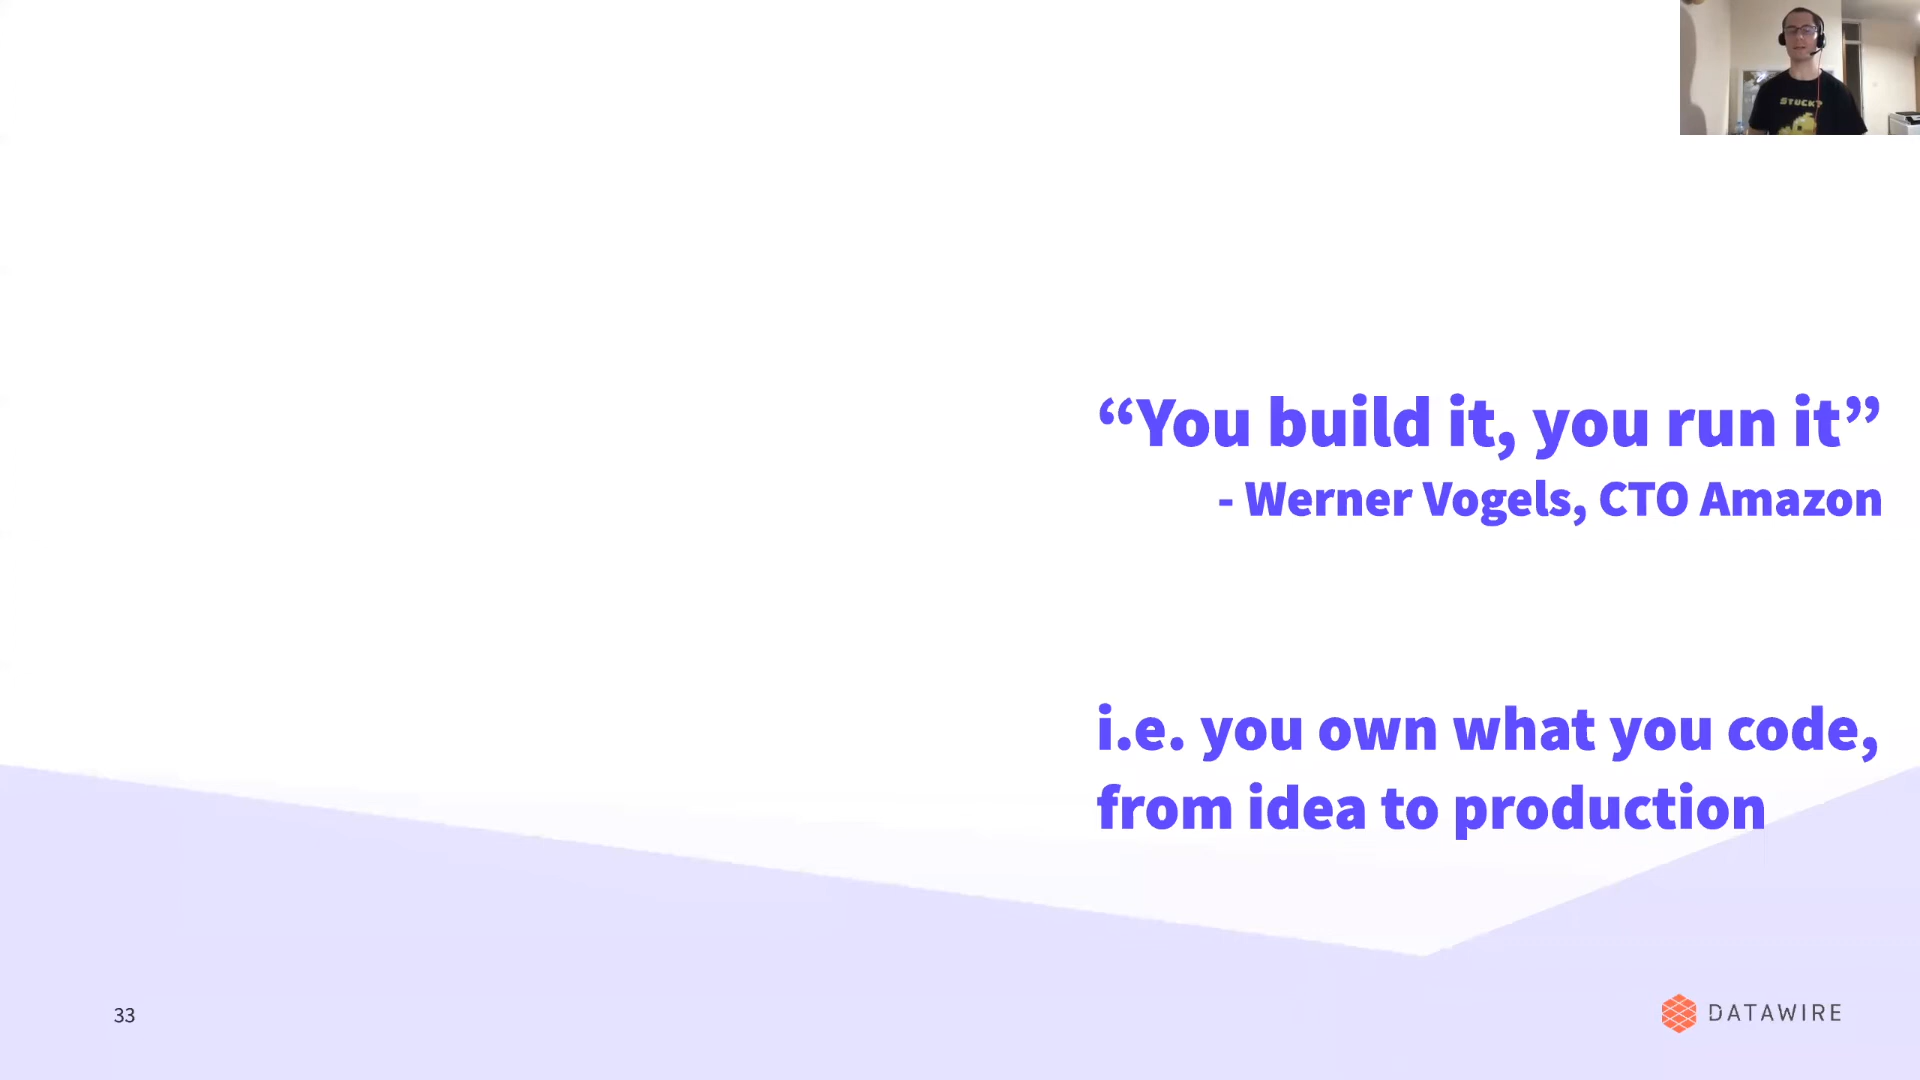 STUCK?
“You build it, you run it”
- Werner Vogels, CTO Amazon
i.e. you own what you code,
from idea to production
33
DATAWIRE